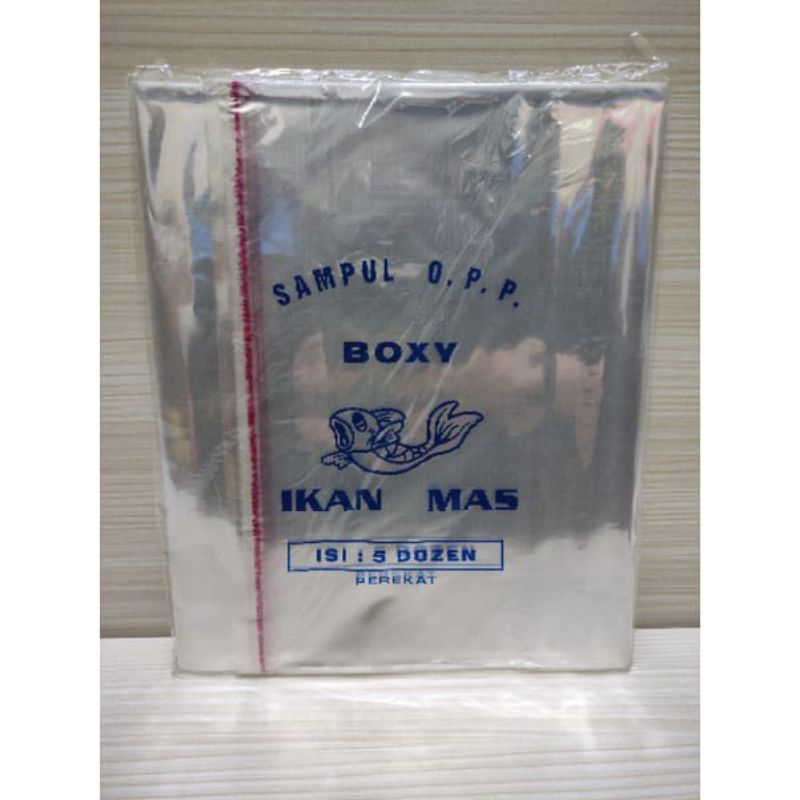 SAMPUL O.P.P.
BOXY
IKAN MAS
ISI : 5 DOZEN
PEREKAT